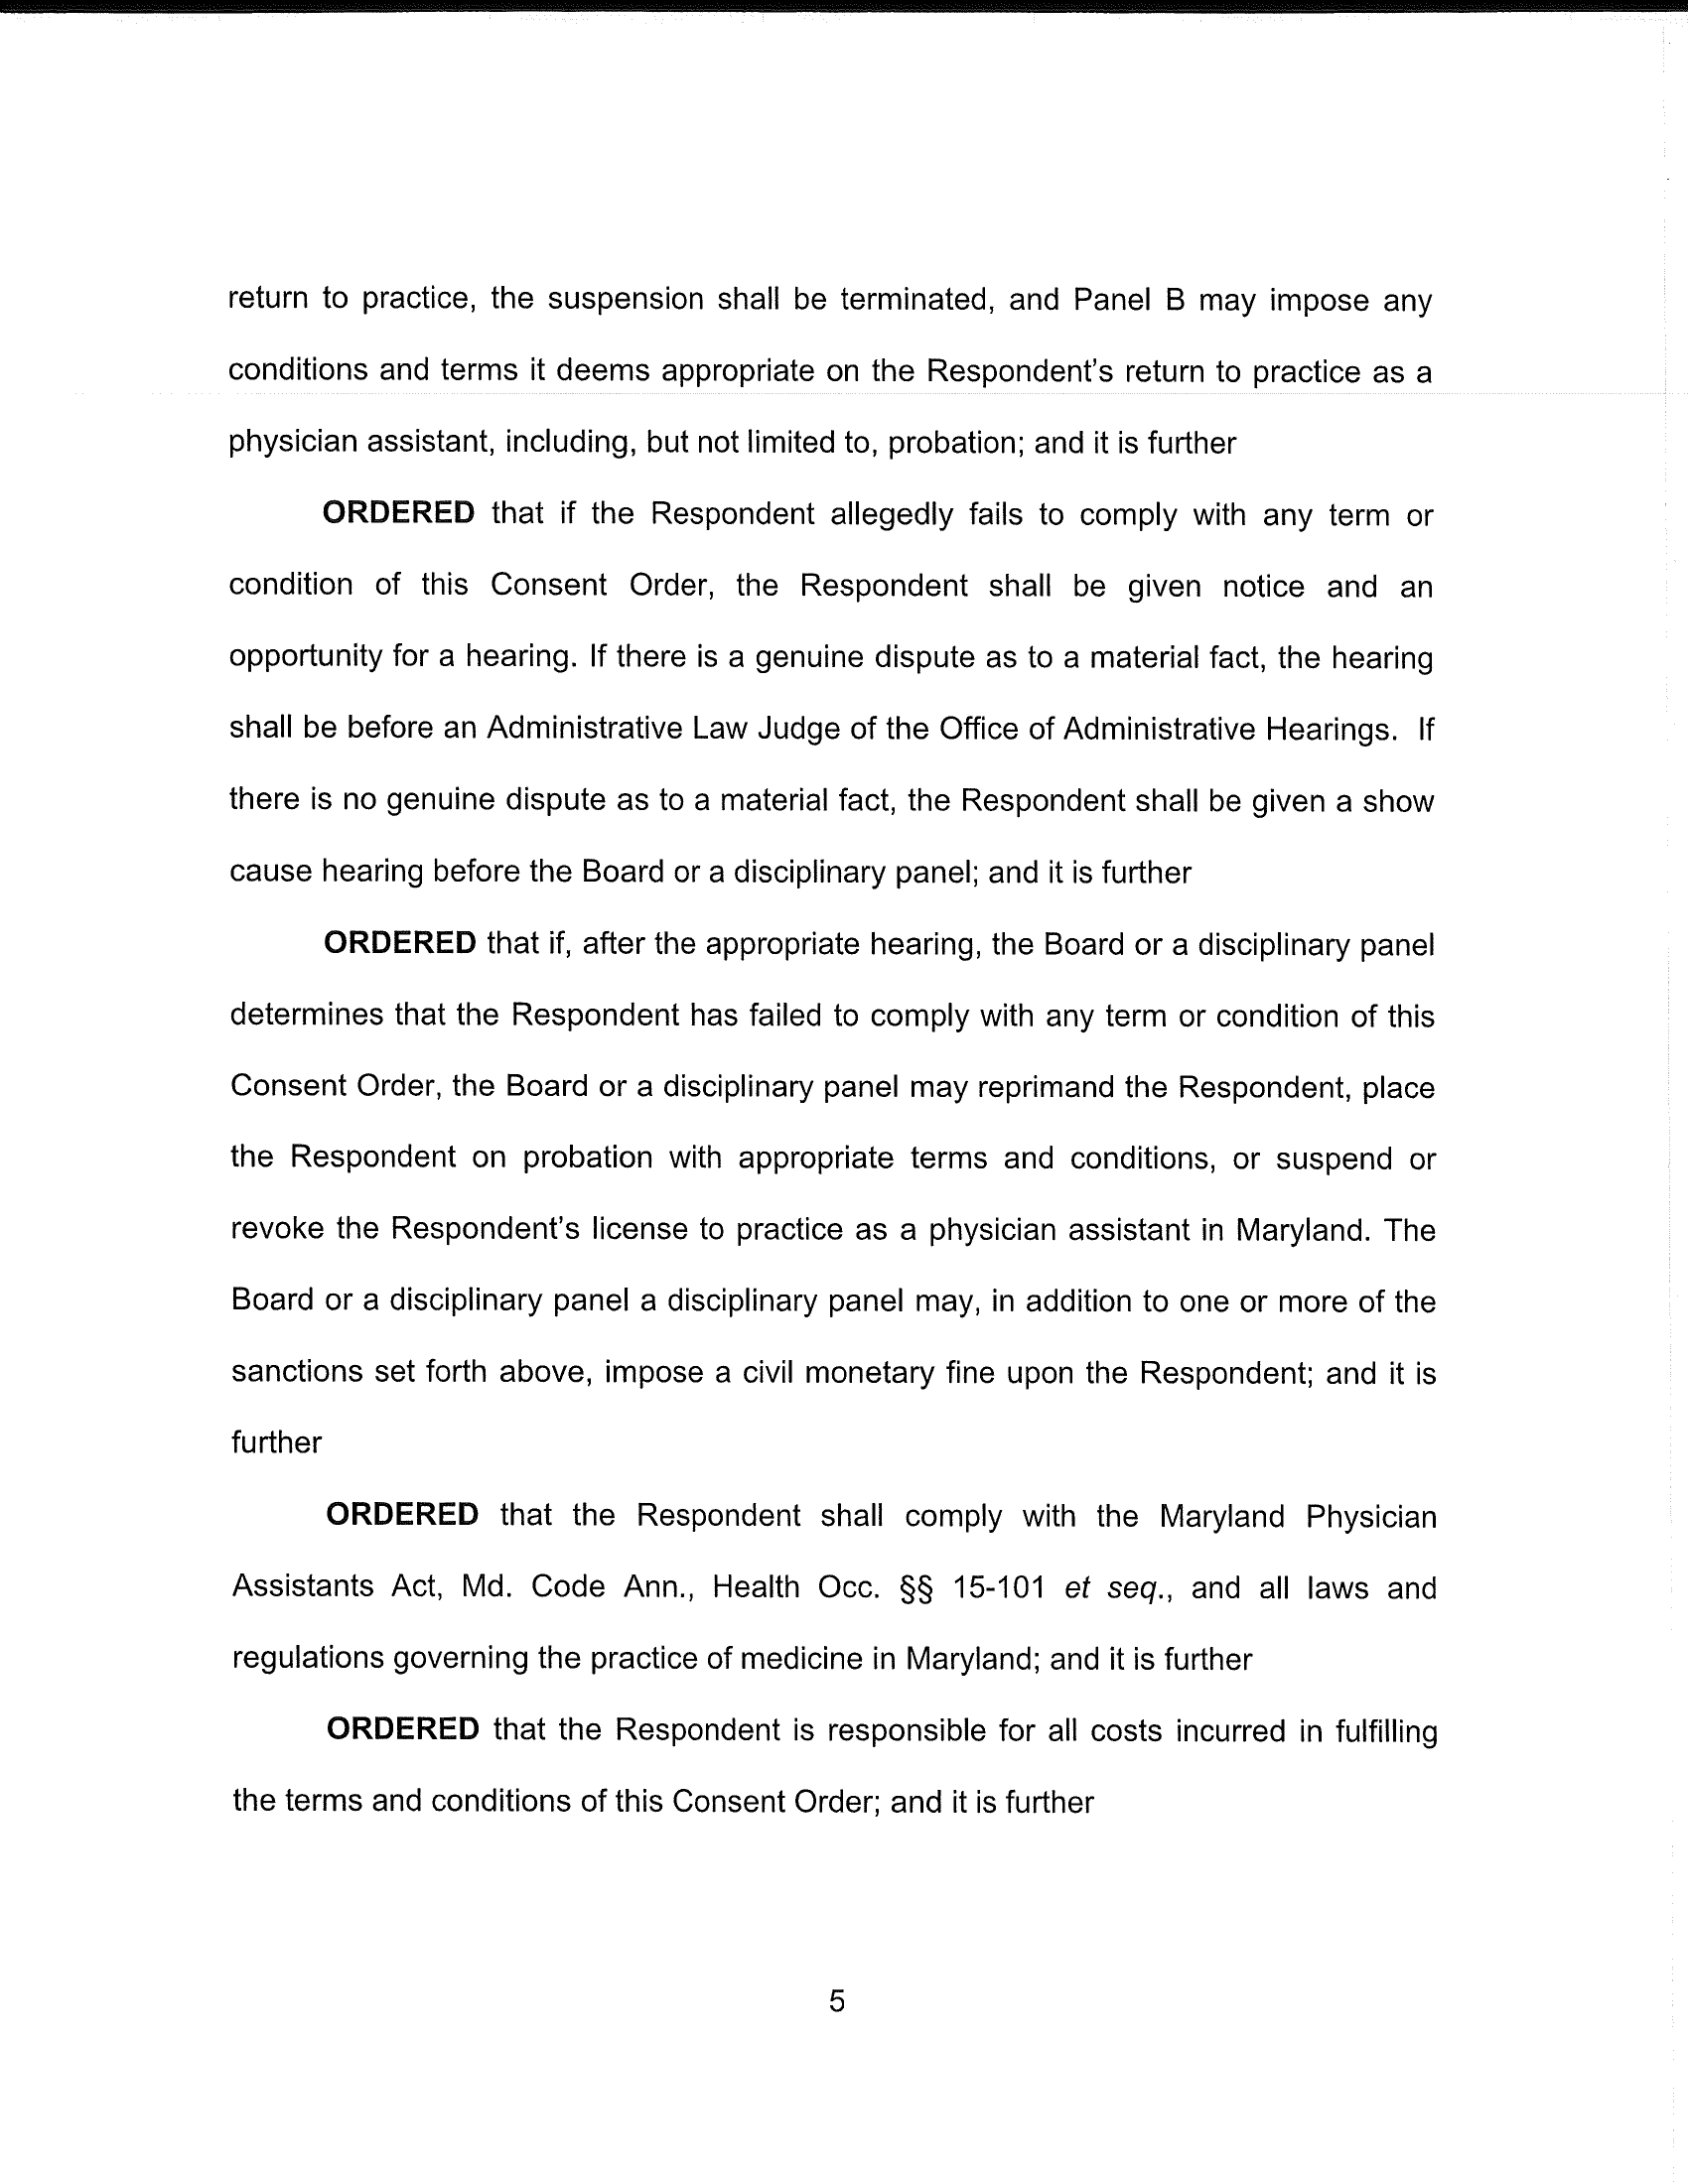 return to practice, the suspension shall be terminated, and Panel B may impose any
conditions and terms it deems appropriate on the Respondent's return to practice as a
physician assistant, including, but not limited to, probation; and it is further
ORDERED that if the Respondent allegedly fails to comply with any term or
condition of this Consent Order, the Respondent shall be given notice and an
opportunity for a hearing. If there is a genuine dispute as to a material fact, the hearing
shall be before an Administrative Law Judge of the Office of Administrative Hearings. If
there is no genuine dispute as to a material fact, the Respondent shall be given a show
cause hearing before the Board or a disciplinary panel; and it is further
ORDERED that if, after the appropriate hearing, the Board or a disciplinary panel
determines that the Respondent has failed to comply with any term or condition of this
Consent Order, the Board or a disciplinary panel may reprimand the Respondent, place
the Respondent on probation with appropriate terms and conditions, or suspend or
revoke the Respondent's license to practice as a physician assistant in Maryland. The
Board or a disciplinary panel a disciplinary panel may, in addition to one or more of the
sanctions set forth above, impose a civil monetary fine upon the Respondent; and it is
further
ORDERED that the Respondent shall comply with the Maryland Physician
Assistants Act, Md. Code Ann., Health Occ. §§ 15-101 et seq., and all laws and
regulations governing the practice of medicine in Maryland; and it is further
ORDERED that the Respondent is responsible for all costs incurred in fulfilling
the terms and conditions of this Consent Order; and it is further
5